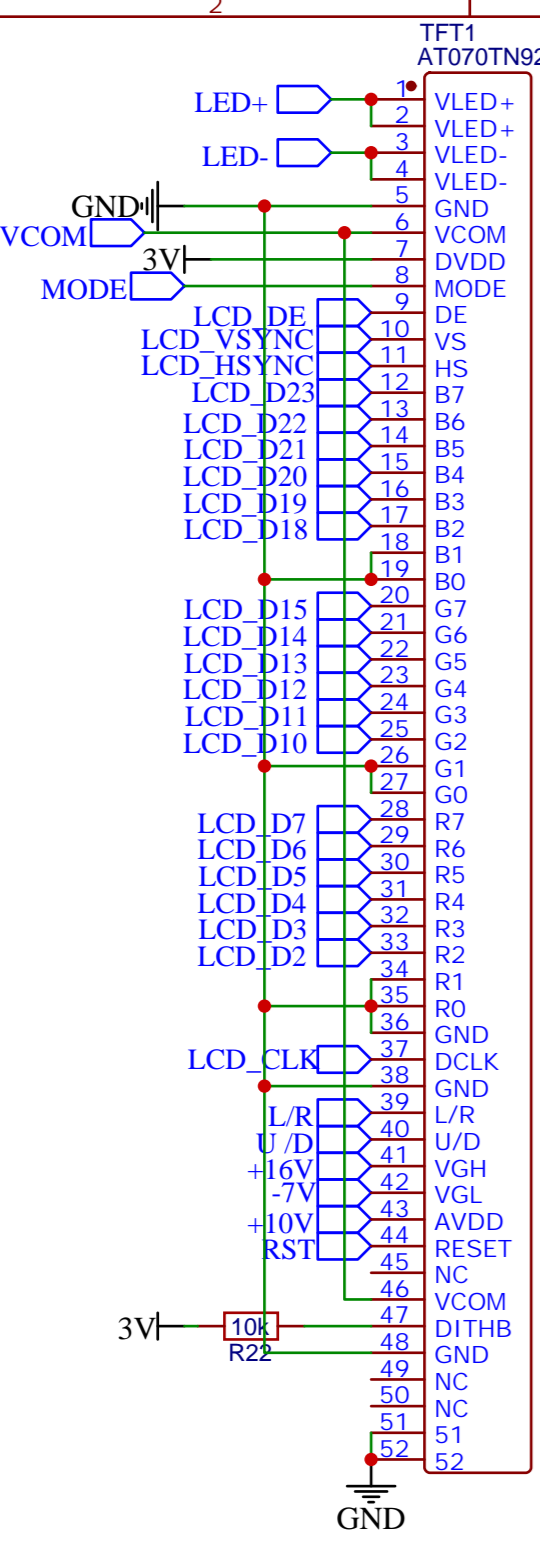 2
TFT1
AT070TN92
LED+ 1 VLED+
2 VLED+
LED- 3 VLED-
4 VLED-
GND 5 GND
VCOM 6 VCOM
3V 7 DVDD
MODE 8 MODE
LCD_DE 9 DE
LCD_VSYNC 10 VS
LCD_HSYNC 11 HS
LCD_D23 12 B7
LCD_D22 13 B6
LCD_D21 14 B5
LCD_D20 15 B4
LCD_D19 16 B3
LCD_D18 17 B2
18 B1
19 B0
LCD_D15 20 G7
LCD_D14 21 G6
LCD_D13 22 G5
LCD_D12 23 G4
LCD_D11 24 G3
LCD_D10 25 G2
26 G1
27 G0
LCD_D7 28 R7
LCD_D6 29 R6
LCD_D5 30 R5
LCD_D4 31 R4
LCD_D3 32 R3
LCD_D2 33 R2
34 R1
35 R0
36 GND
LCD_CLK 37 DCLK
38 GND
L/R 39 L/R
U /D 40 U/D
+16V 41 VGH
-7V 42 VGL
+10V 43 AVDD
RST 44 RESET
45 NC
46 VCOM
3V 10k 47 DITHB
R22 48 GND
49 NC
50 NC
51 51
52 52
GND